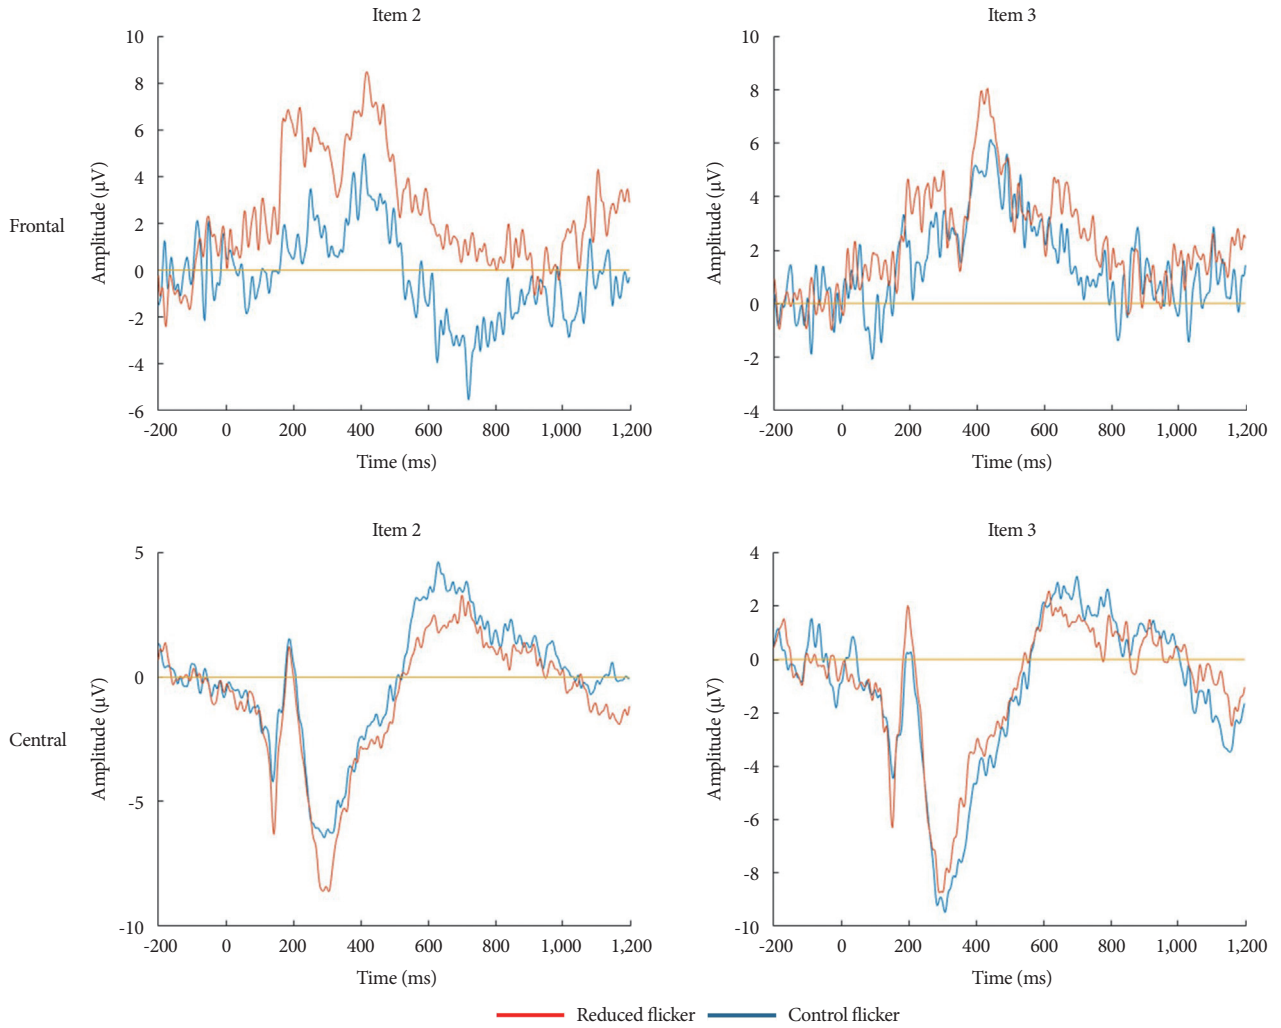 Item 2
10
8
6
4
2
0
-2
-4
-6
Amplitude (µV)
-200 0 200 400 600 800 1,000 1,200
Time (ms)
Item 3
10
8
6
4
2
0
-2
-4
Amplitude (µV)
-200 0 200 400 600 800 1,000 1,200
Time (ms)
Frontal
Item 2
5
0
-5
-10
Amplitude (µV)
-200 0 200 400 600 800 1,000 1,200
Time (ms)
Item 3
4
2
0
-2
-4
-6
-8
-10
Amplitude (µV)
-200 0 200 400 600 800 1,000 1,200
Time (ms)
Central
Reduced flicker Control flicker